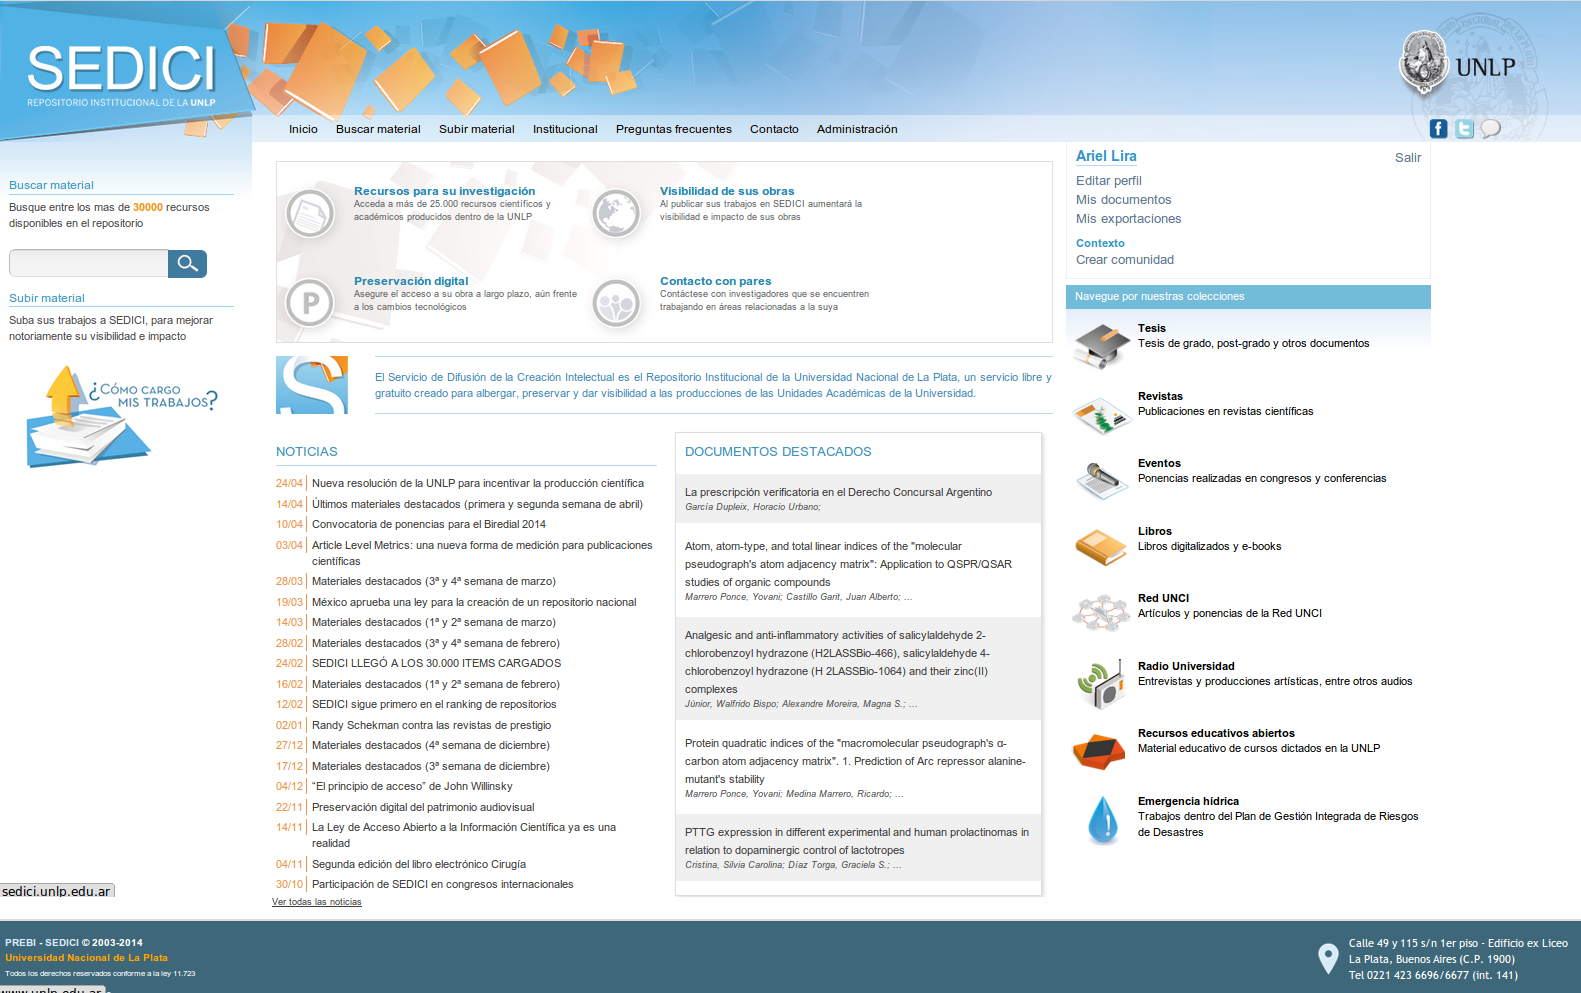 SEDICI
REPOSITORIO INSTITUCIONAL DE LA UNLP
UNLP
Inicio Buscar material Subir material Institucional Preguntas frecuentes Contacto Administración
Buscar material
Busque entre los mas de 30000 recursos
disponibles en el repositorio
Subir material
Suba sus trabajos a SEDICI, para mejorar
notoriamente su visibilidad e impacto
¿CÓMO CARGO
MIS TRABAJOS?
Recursos para su investigación
Acceda a más de 25.000 recursos científicos y
académicos producidos dentro de la UNLP
Visibilidad de sus obras
Al publicar sus trabajos en SEDICI aumentará la
visibilidad e impacto de sus obras
P
Preservación digital
Asegure el acceso a su obra a largo plazo, aún frente
a los cambios tecnológicos
Contacto con pares
Contáctese con investigadores que se encuentren
trabajando en áreas relacionadas a la suya
El Servicio de Difusión de la Creación Intelectual es el Repositorio Institucional de la Universidad Nacional de La Plata, un servicio libre y
gratuito creado para albergar, preservar y dar visibilidad a las producciones de las Unidades Académicas de la Universidad.
NOTICIAS
24/04 Nueva resolución de la UNLP para incentivar la producción científica
14/04 Últimos materiales destacados (primera y segunda semana de abril)
10/04 Convocatoria de ponencias para el Biredial 2014
03/04 Article Level Metrics: una nueva forma de medición para publicaciones
científicas
28/03 Materiales destacados (3ª y 4ª semana de marzo)
19/03 México aprueba una ley para la creación de un repositorio nacional
14/03 Materiales destacados (1ª y 2ª semana de marzo)
28/02 Materiales destacados (3ª y 4ª semana de febrero)
24/02 SEDICI LLEGÓ A LOS 30.000 ITEMS CARGADOS
16/02 Materiales destacados (1ª y 2ª semana de febrero)
12/02 SEDICI sigue primero en el ranking de repositorios
02/01 Randy Schekman contra las revistas de prestigio
27/12 Materiales destacados (4ª semana de diciembre)
17/12 Materiales destacados (3ª semana de diciembre)
04/12 “El principio de acceso” de John Willinsky
22/11 Preservación digital del patrimonio audiovisual
14/11 La Ley de Acceso Abierto a la Información Científica ya es una
realidad
04/11 Segunda edición del libro electrónico Cirugía
30/10 Participación de SEDICI en congresos internacionales
Ver todas las noticias
DOCUMENTOS DESTACADOS
La prescripción verificatoria en el Derecho Concursal Argentino
García Dupleix, Horacio Urbano;
Atom, atom-type, and total linear indices of the "molecular
pseudograph's atom adjacency matrix": Application to QSPR/QSAR
studies of organic compounds
Marrero Ponce, Yovani; Castillo Garit, Juan Alberto; ...
Analgesic and anti-inflammatory activities of salicylaldehyde 2-
chlorobenzoyl hydrazone (H2LASSBio-466), salicylaldehyde 4-
chlorobenzoyl hydrazone (H 2LASSBio-1064) and their zinc(II)
complexes
Júnior, Walfrido Bispo; Alexandre Moreira, Magna S.; ...
Protein quadratic indices of the "macromolecular pseudograph's α-
carbon atom adjacency matrix". 1. Prediction of Arc repressor alanine-
mutant's stability
Marrero Ponce, Yovani; Medina Marrero, Ricardo; ...
PTTG expression in different experimental and human prolactinomas in
relation to dopaminergic control of lactotropes
Cristina, Silvia Carolina; Díaz Torga, Graciela S.; ...
Ariel Lira Salir
Editar perfil
Mis documentos
Mis exportaciones
Contexto
Crear comunidad
Navegue por nuestras colecciones
Tesis
Tesis de grado, post-grado y otros documentos
Revistas
Publicaciones en revistas científicas
Eventos
Ponencias realizadas en congresos y conferencias
Libros
Libros digitalizados y e-books
Red UNCI
Artículos y ponencias de la Red UNCI
Radio Universidad
Entrevistas y producciones artísticas, entre otros audios
Recursos educativos abiertos
Material educativo de cursos dictados en la UNLP
Emergencia hídrica
Trabajos dentro del Plan de Gestión Integrada de Riesgos
de Desastres
sedici.unlp.edu.ar
PREBI - SEDICI © 2003-2014
Universidad Nacional de La Plata
Todos los derechos reservados conforme a la ley 11.723
www.unlp.edu.ar
Calle 49 y 115 s/n 1er piso - Edificio ex Liceo
La Plata, Buenos Aires (C.P. 1900)
Tel 0221 423 6696/6677 (int. 141)